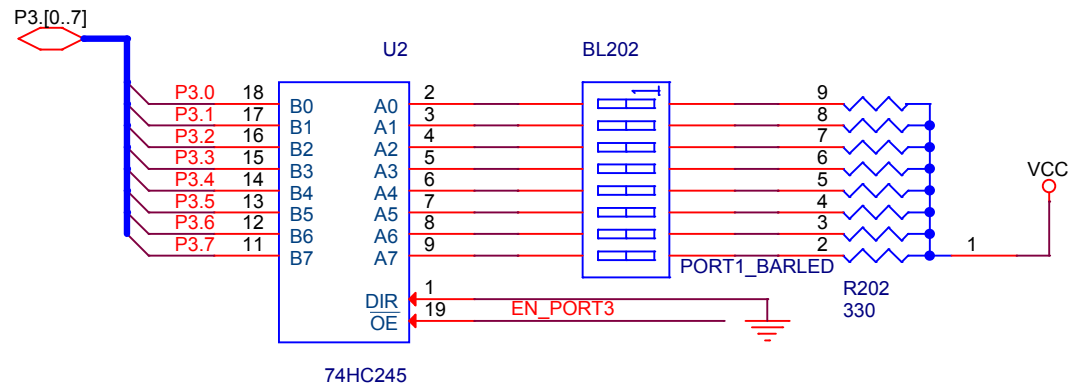 P3.[0..7]
U2
BL202
P3.0 18 B0 A0 2 1 9
P3.1 17 B1 A1 3 8
P3.2 16 B2 A2 4 7
P3.3 15 B3 A3 5 6
P3.4 14 B4 A4 6 5
P3.5 13 B5 A5 7 4
P3.6 12 B6 A6 8 3
P3.7 11 B7 A7 9 2 1
VCC
PORT1_BARLED
R202
330
DIR 1
OE 19 EN_PORT3
74HC245